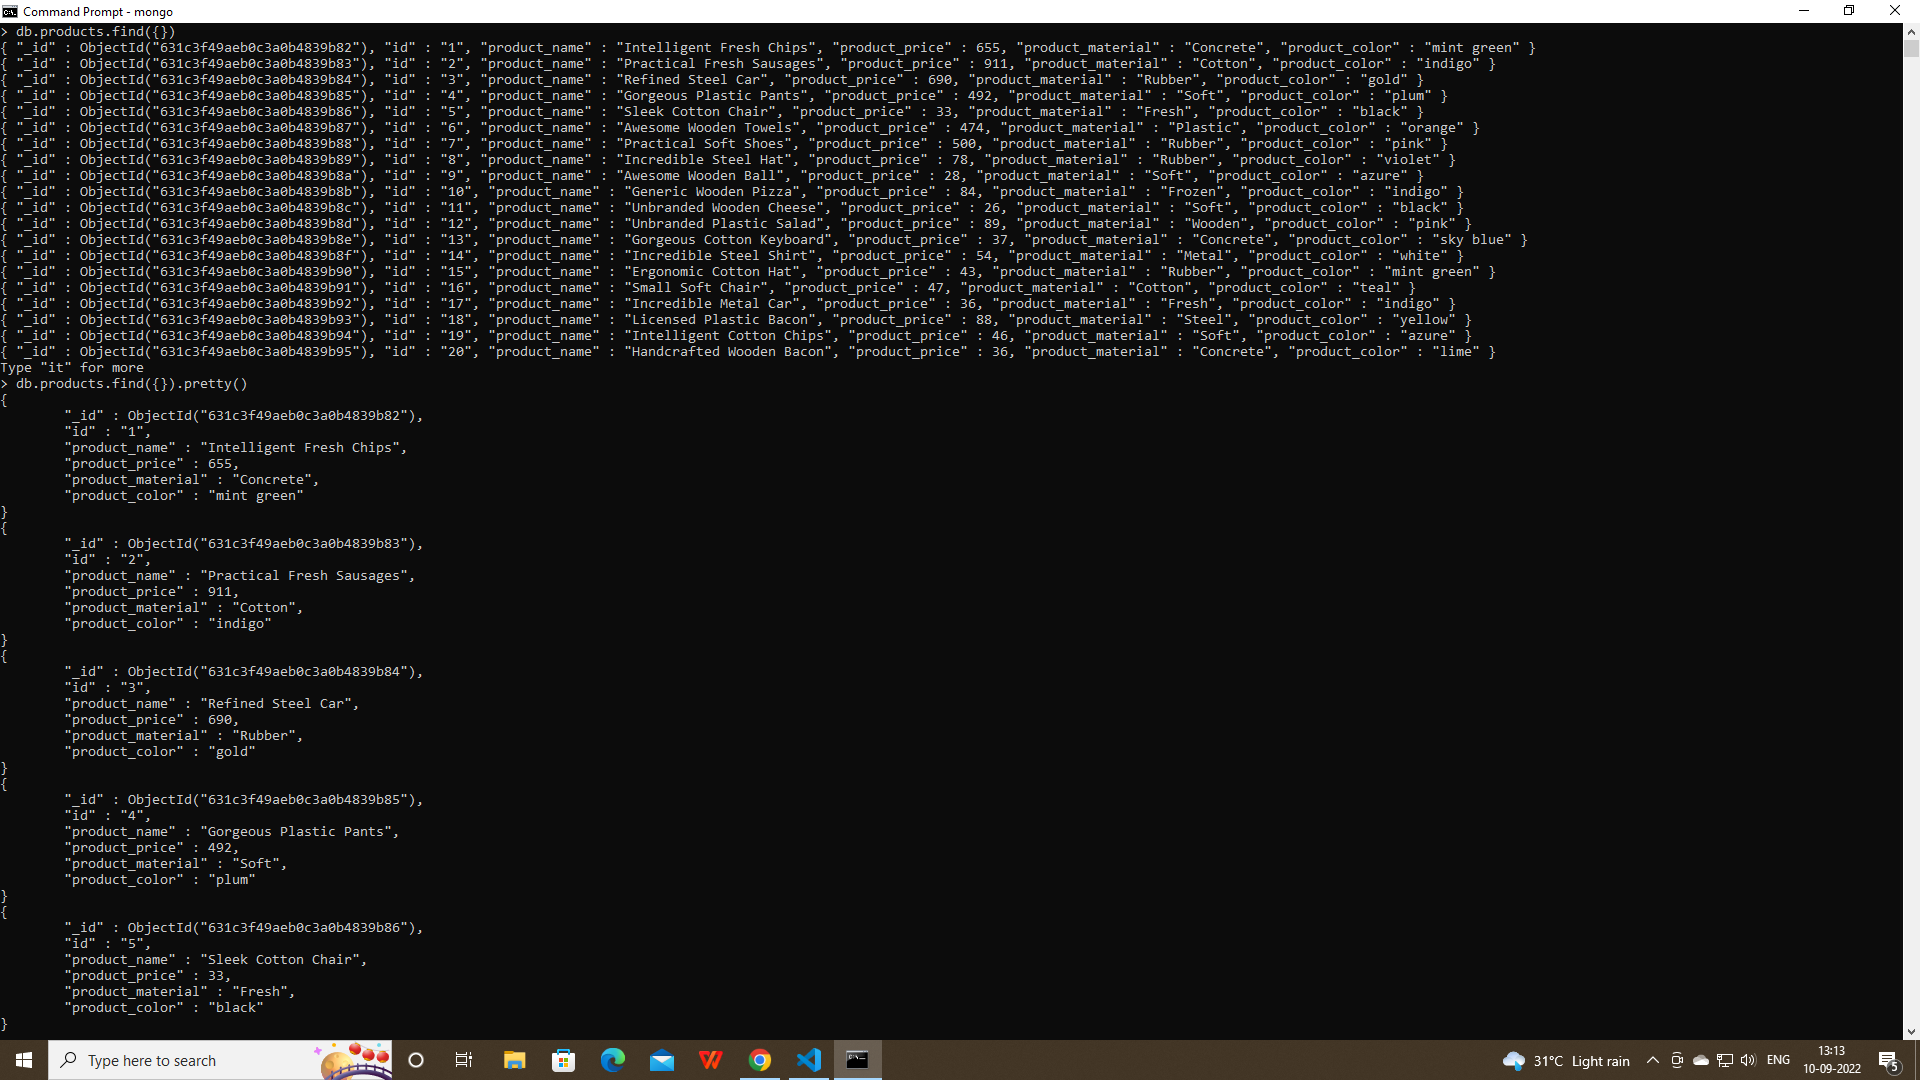 Command Prompt - mongo
> db.products.find({})
{ "_id" : ObjectId("631c3f49aeb0c3a0b4839b82"), "id" : "1", "product_name" : "Intelligent Fresh Chips", "product_price" : 655, "product_material" : "Concrete", "product_color" : "mint green" }
{ "_id" : ObjectId("631c3f49aeb0c3a0b4839b83"), "id" : "2", "product_name" : "Practical Fresh Sausages", "product_price" : 911, "product_material" : "Cotton", "product_color" : "indigo" }
{ "_id" : ObjectId("631c3f49aeb0c3a0b4839b84"), "id" : "3", "product_name" : "Refined Steel Car", "product_price" : 690, "product_material" : "Rubber", "product_color" : "gold" }
{ "_id" : ObjectId("631c3f49aeb0c3a0b4839b85"), "id" : "4", "product_name" : "Gorgeous Plastic Pants", "product_price" : 492, "product_material" : "Soft", "product_color" : "plum" }
{ "_id" : ObjectId("631c3f49aeb0c3a0b4839b86"), "id" : "5", "product_name" : "Sleek Cotton Chair", "product_price" : 33, "product_material" : "Fresh", "product_color" : "black" }
{ "_id" : ObjectId("631c3f49aeb0c3a0b4839b87"), "id" : "6", "product_name" : "Awesome Wooden Towels", "product_price" : 474, "product_material" : "Plastic", "product_color" : "orange" }
{ "_id" : ObjectId("631c3f49aeb0c3a0b4839b88"), "id" : "7", "product_name" : "Practical Soft Shoes", "product_price" : 500, "product_material" : "Rubber", "product_color" : "pink" }
{ "_id" : ObjectId("631c3f49aeb0c3a0b4839b89"), "id" : "8", "product_name" : "Incredible Steel Hat", "product_price" : 78, "product_material" : "Rubber", "product_color" : "violet" }
{ "_id" : ObjectId("631c3f49aeb0c3a0b4839b8a"), "id" : "9", "product_name" : "Awesome Wooden Ball", "product_price" : 28, "product_material" : "Soft", "product_color" : "azure" }
{ "_id" : ObjectId("631c3f49aeb0c3a0b4839b8b"), "id" : "10", "product_name" : "Generic Wooden Pizza", "product_price" : 84, "product_material" : "Frozen", "product_color" : "indigo" }
{ "_id" : ObjectId("631c3f49aeb0c3a0b4839b8c"), "id" : "11", "product_name" : "Unbranded Wooden Cheese", "product_price" : 26, "product_material" : "Soft", "product_color" : "black" }
{ "_id" : ObjectId("631c3f49aeb0c3a0b4839b8d"), "id" : "12", "product_name" : "Unbranded Plastic Salad", "product_price" : 89, "product_material" : "Wooden", "product_color" : "pink" }
{ "_id" : ObjectId("631c3f49aeb0c3a0b4839b8e"), "id" : "13", "product_name" : "Gorgeous Cotton Keyboard", "product_price" : 37, "product_material" : "Concrete", "product_color" : "sky blue" }
{ "_id" : ObjectId("631c3f49aeb0c3a0b4839b8f"), "id" : "14", "product_name" : "Incredible Steel Shirt", "product_price" : 54, "product_material" : "Metal", "product_color" : "white" }
{ "_id" : ObjectId("631c3f49aeb0c3a0b4839b90"), "id" : "15", "product_name" : "Ergonomic Cotton Hat", "product_price" : 43, "product_material" : "Rubber", "product_color" : "mint green" }
{ "_id" : ObjectId("631c3f49aeb0c3a0b4839b91"), "id" : "16", "product_name" : "Small Soft Chair", "product_price" : 47, "product_material" : "Cotton", "product_color" : "teal" }
{ "_id" : ObjectId("631c3f49aeb0c3a0b4839b92"), "id" : "17", "product_name" : "Incredible Metal Car", "product_price" : 36, "product_material" : "Fresh", "product_color" : "indigo" }
{ "_id" : ObjectId("631c3f49aeb0c3a0b4839b93"), "id" : "18", "product_name" : "Licensed Plastic Bacon", "product_price" : 88, "product_material" : "Steel", "product_color" : "yellow" }
{ "_id" : ObjectId("631c3f49aeb0c3a0b4839b94"), "id" : "19", "product_name" : "Intelligent Cotton Chips", "product_price" : 46, "product_material" : "Soft", "product_color" : "azure" }
{ "_id" : ObjectId("631c3f49aeb0c3a0b4839b95"), "id" : "20", "product_name" : "Handcrafted Wooden Bacon", "product_price" : 36, "product_material" : "Concrete", "product_color" : "lime" }
Type "it" for more
> db.products.find({}).pretty()
{
"_id" : ObjectId("631c3f49aeb0c3a0b4839b82"),
"id" : "1",
"product_name" : "Intelligent Fresh Chips",
"product_price" : 655,
"product_material" : "Concrete",
"product_color" : "mint green"
}
{
"_id" : ObjectId("631c3f49aeb0c3a0b4839b83"),
"id" : "2",
"product_name" : "Practical Fresh Sausages",
"product_price" : 911,
"product_material" : "Cotton",
"product_color" : "indigo"
}
{
"_id" : ObjectId("631c3f49aeb0c3a0b4839b84"),
"id" : "3",
"product_name" : "Refined Steel Car",
"product_price" : 690,
"product_material" : "Rubber",
"product_color" : "gold"
}
{
"_id" : ObjectId("631c3f49aeb0c3a0b4839b85"),
"id" : "4",
"product_name" : "Gorgeous Plastic Pants",
"product_price" : 492,
"product_material" : "Soft",
"product_color" : "plum"
}
{
"_id" : ObjectId("631c3f49aeb0c3a0b4839b86"),
"id" : "5",
"product_name" : "Sleek Cotton Chair",
"product_price" : 33,
"product_material" : "Fresh",
"product_color" : "black"
}
Type here to search
31°C Light rain
ENG
13:13
10-09-2022
5